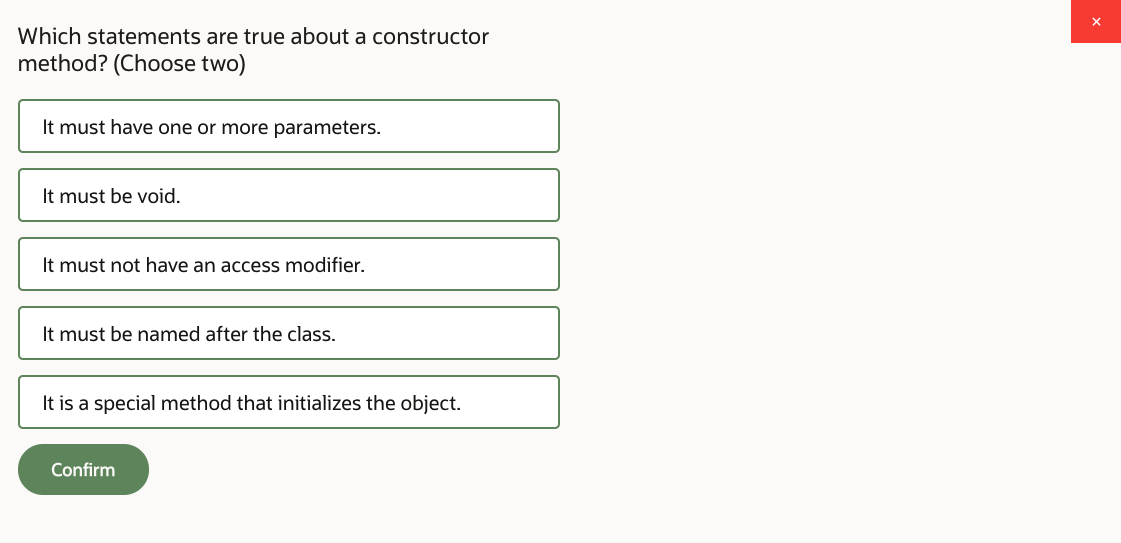 Which statements are true about a constructor
method? (Choose two)
×
It must have one or more parameters.
It must be void.
It must not have an access modifier.
It must be named after the class.
It is a special method that initializes the object.
Confirm